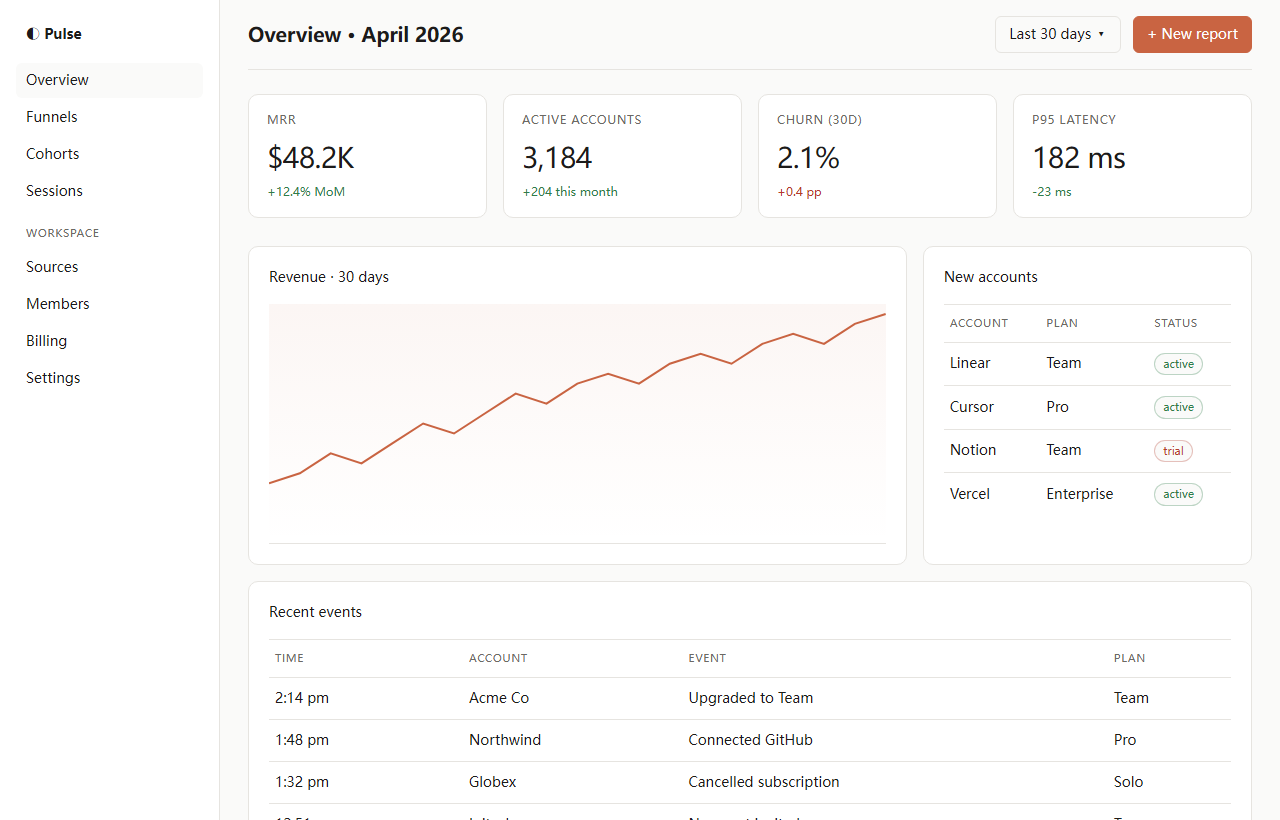 ◐ Pulse
Overview
Funnels
Cohorts
Sessions
WORKSPACE
Sources
Members
Billing
Settings
Overview • April 2026
Last 30 days ▾
+ New report
MRR
$48.2K
+12.4% MoM
ACTIVE ACCOUNTS
3,184
+204 this month
CHURN (30D)
2.1%
+0.4 pp
P95 LATENCY
182 ms
-23 ms
Revenue · 30 days
New accounts
ACCOUNT PLAN STATUS
Linear Team active
Cursor Pro active
Notion Team trial
Vercel Enterprise active
Recent events
TIME ACCOUNT EVENT PLAN
2:14 pm Acme Co Upgraded to Team Team
1:48 pm Northwind Connected GitHub Pro
1:32 pm Globex Cancelled subscription Solo